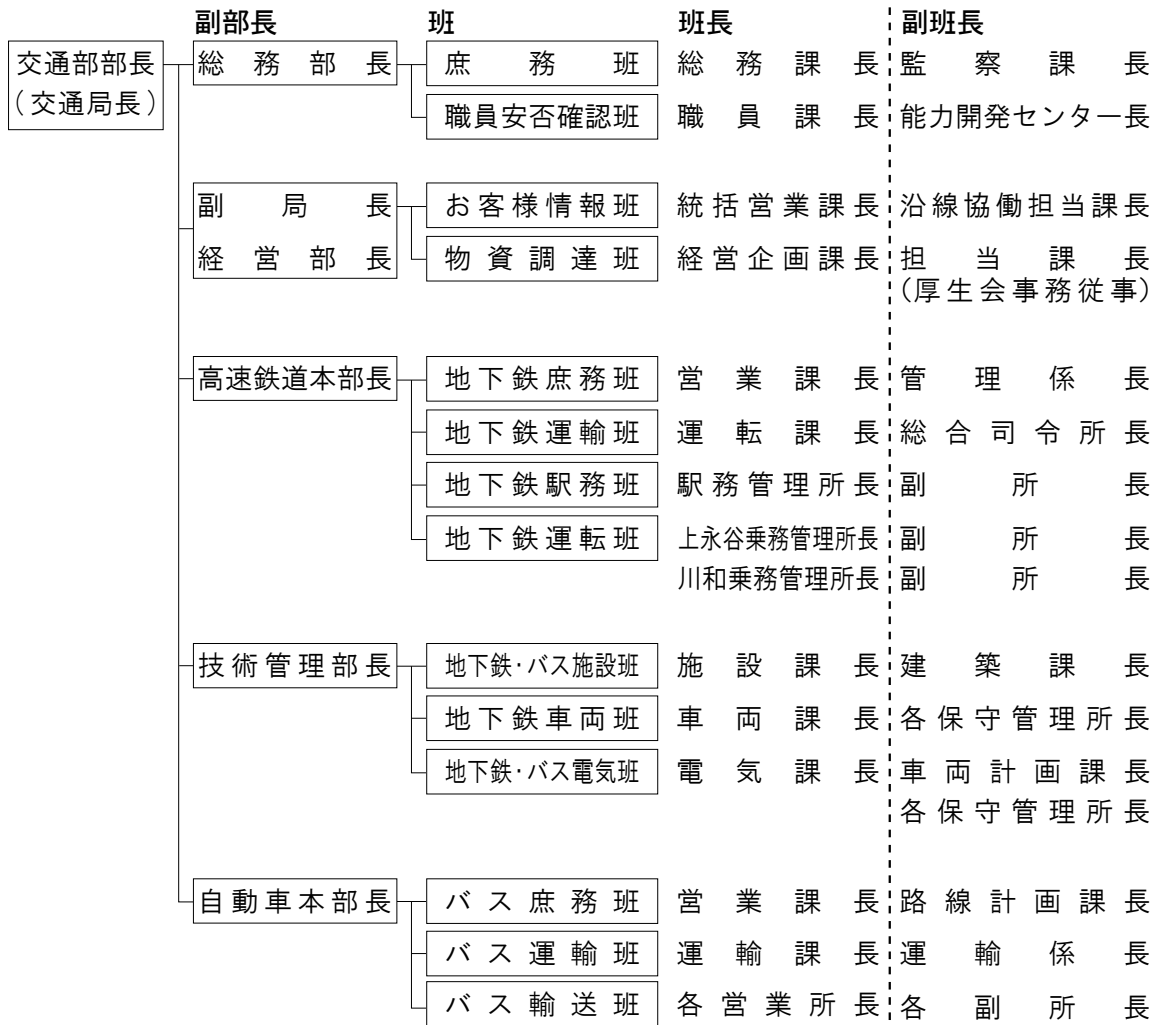 副部長 班 班長 副班長
交通部部長 総務部長 庶務班 総務課長 監察課長
（交通局長） 職員安否確認班 職員課長 能力開発センター長
副局長 お客様情報班 統括営業課長 沿線協働担当課長
経営部長 物資調達班 経営企画課長 担当課長
（厚生会事務従事）
高速鉄道本部長 地下鉄庶務班 営業課長 管理係長
地下鉄運輸班 運転課長 総合司令所長
地下鉄駅務班 駅務管理所長 副所長
地下鉄運転班 上永谷乗務管理所長 副所長
川和乗務管理所長 副所長
技術管理部長 地下鉄・バス施設班 施設課長 建築課長
地下鉄車両班 車両課長 各保守管理所長
地下鉄・バス電気班 電気課長 車両計画課長
各保守管理所長
自動車本部長 バス庶務班 営業課長 路線計画課長
バス運輸班 運輸課長 運輸係長
バス輸送班 各営業所長 各副所長